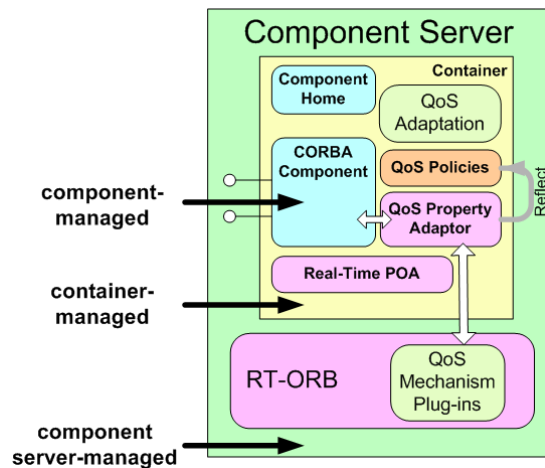 Component Server
Container
Component
Home
QoS
Adaptation
CORBA
Component
QoS Policies
QoS Property
Adaptor
Reflect
Real-Time POA
RT-ORB
QoS
Mechanism
Plug-ins
component-
managed
container-
managed
component
server-managed